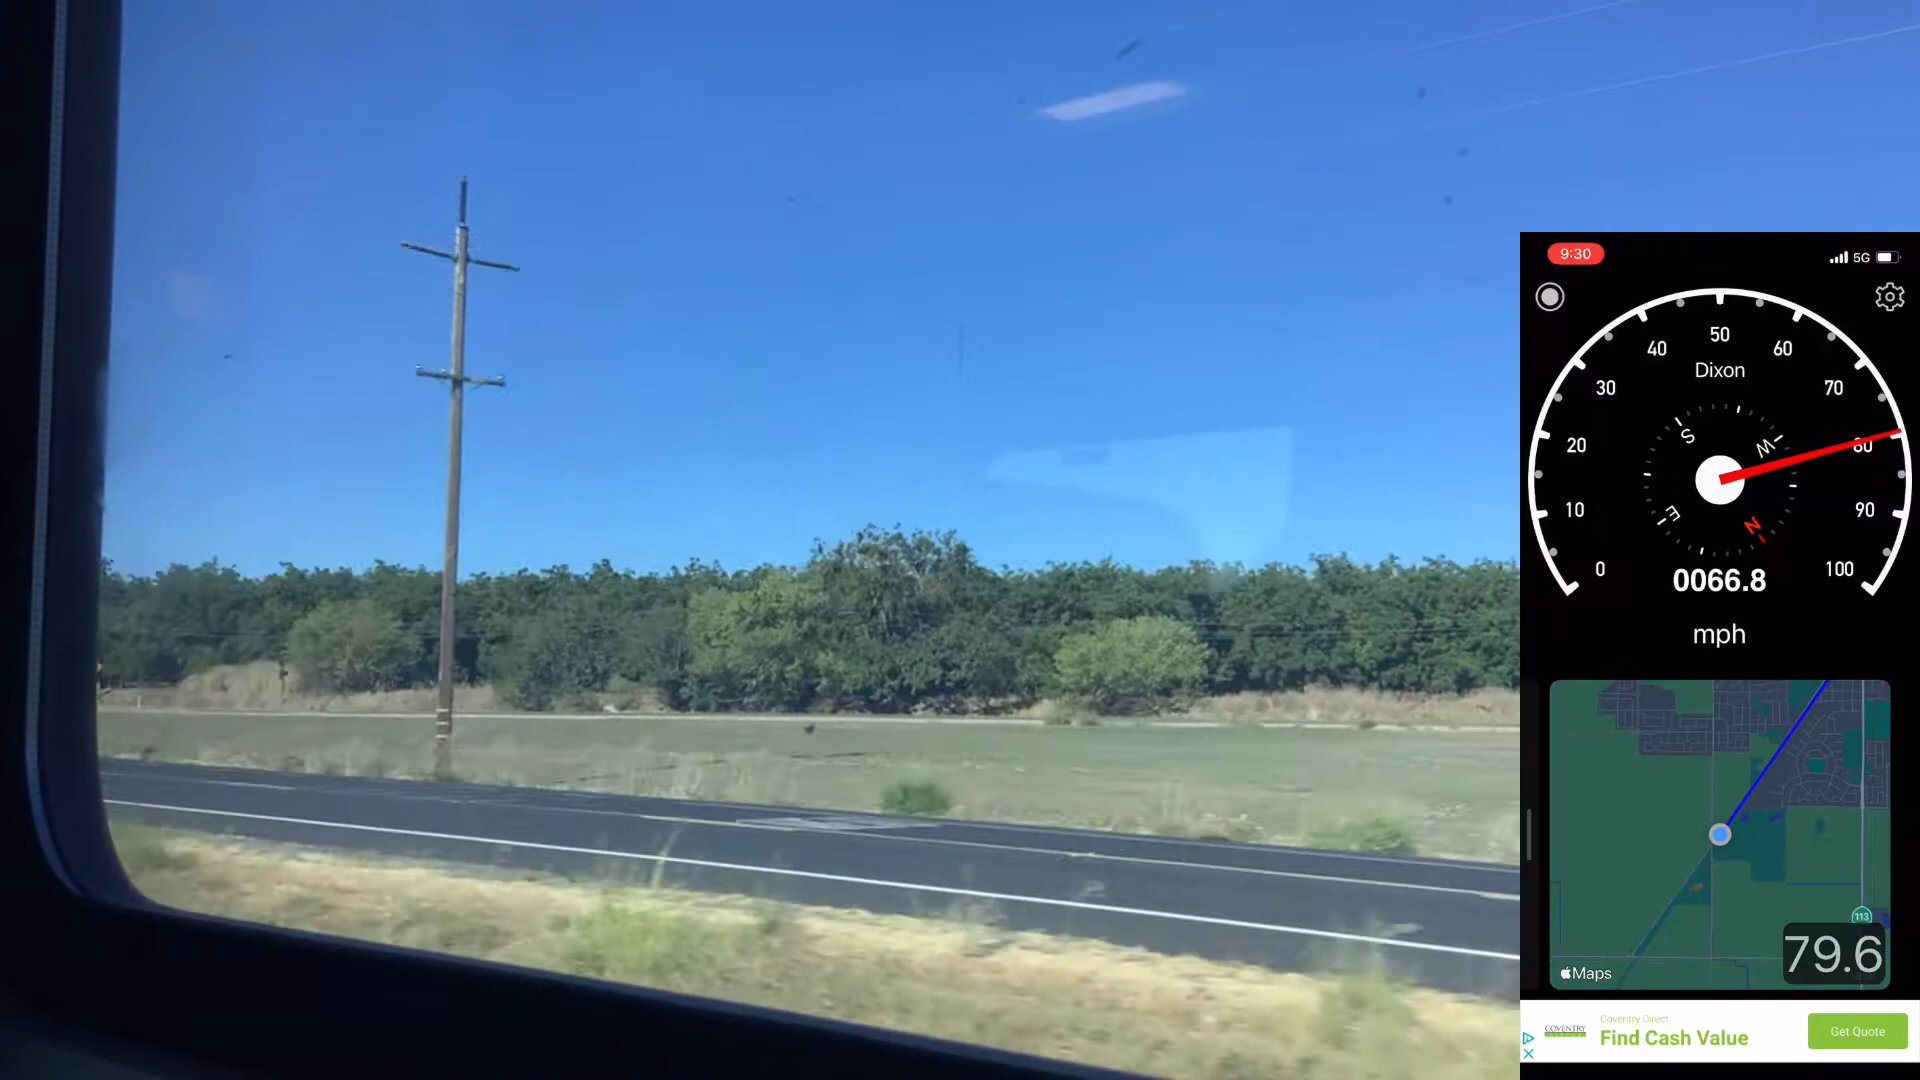 9:30
5G
50
40
60
Dixon
30
70
S
W
20
80
E
N
10
90
0
100
0066.8
mph
113
79.6
Maps
Coventry Direct
COVENTRY
Find Cash Value
Get Quote